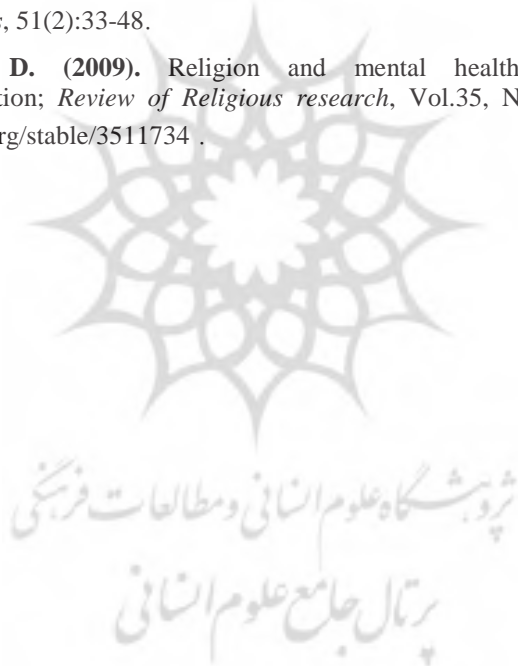 s, 51(2):33-48.
D. (2009). Religion and mental health
tion; Review of Religious research, Vol.35, N
rg/stable/3511734 .
پژوهشگاه علوم انسانی و مطالعات فرهنگی
پرتال جامع علوم انسانی